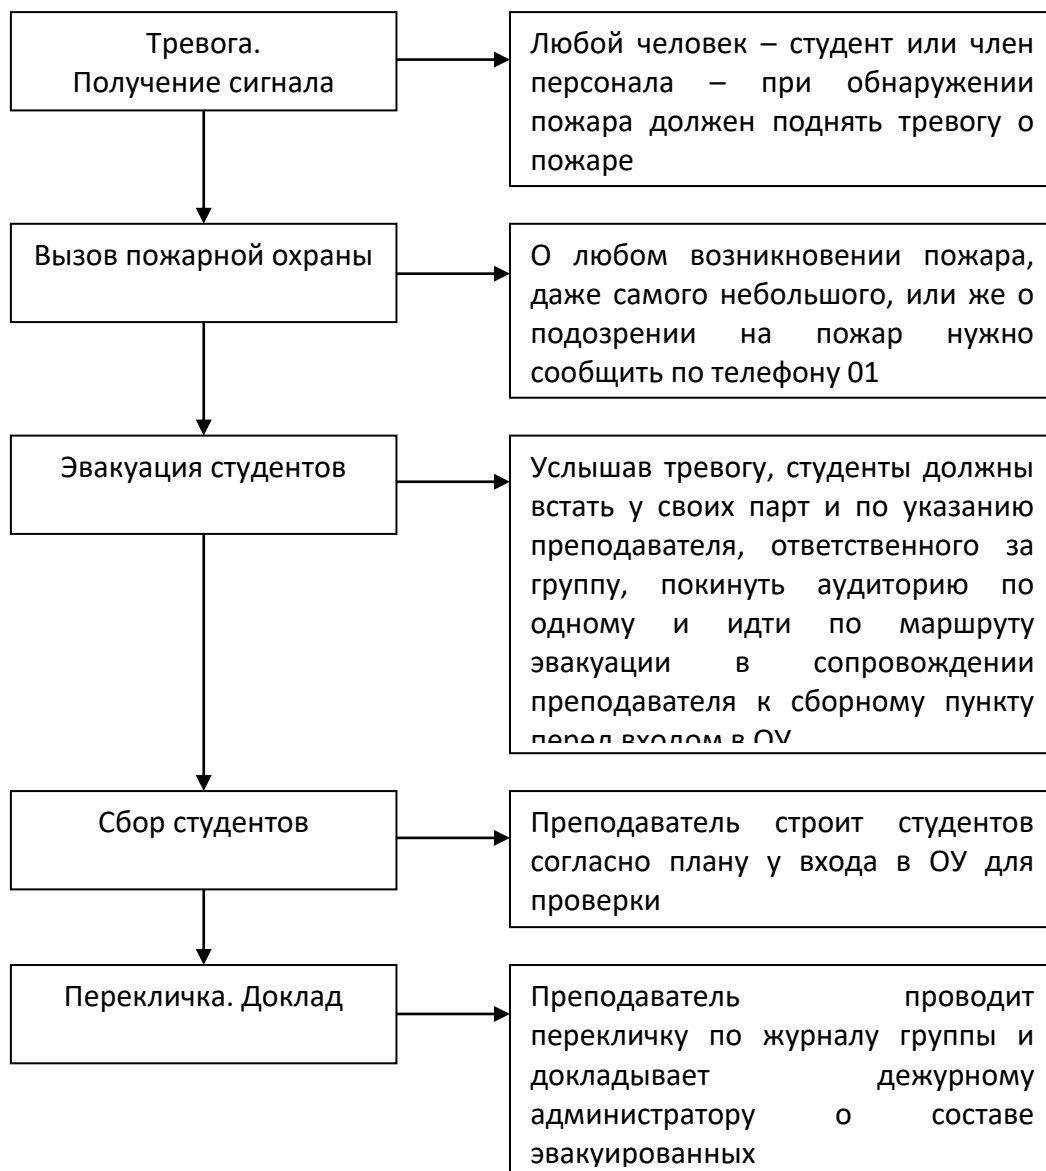 Тревога.
Получение сигнала
Любой человек – студент или член
персонала – при обнаружении
пожара должен поднять тревогу о
пожаре
Вызов пожарной охраны
О любом возникновении пожара,
даже самого небольшого, или же о
подозрении на пожар нужно
сообщить по телефону 01
Эвакуация студентов
Услышав тревогу, студенты должны
встать у своих парт и по указанию
преподавателя, ответственного за
группу, покинуть аудиторию по
одному и идти по маршруту
эвакуации в сопровождении
преподавателя к сборному пункту
перед входом в ОУ
Сбор студентов
Преподаватель строит студентов
согласно плану у входа в ОУ для
проверки
Перекличка. Доклад
Преподаватель проводит
перекличку по журналу группы и
докладывает дежурному
администратору о составе
эвакуированных